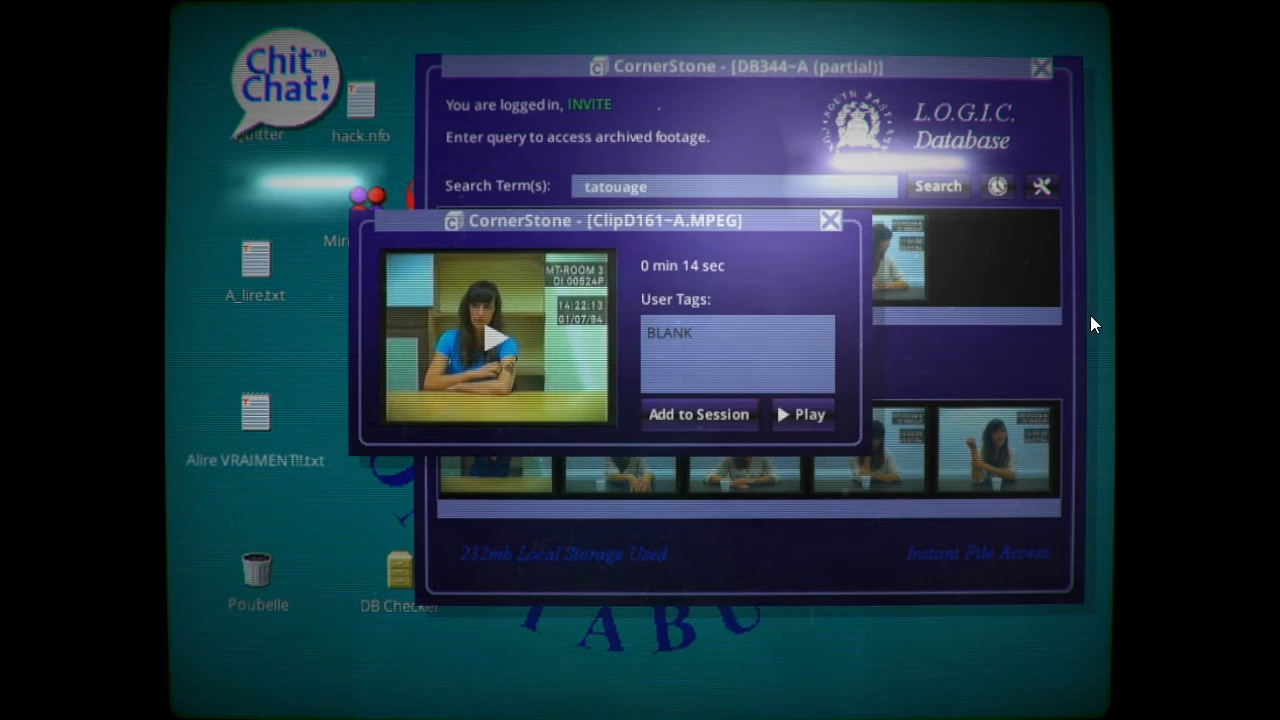 Chit™
Chat!
Quitter
hack.nfo
A_lire.txt
Alire VRAIMENT!!.txt
Poubelle
DB Checker
CornerStone - [DB344~A (partial)]
You are logged in, INVITE
Enter query to access archived footage.
L.O.G.I.C.
Database
Search Term(s):
tatouage
Search
CornerStone - [ClipD161~A.MPEG]
MT-ROOM 3
DI 00524P
14:22:13
01/07/94
0 min 14 sec
User Tags:
BLANK
Add to Session
Play
232mb Local Storage Used
Instant File Access